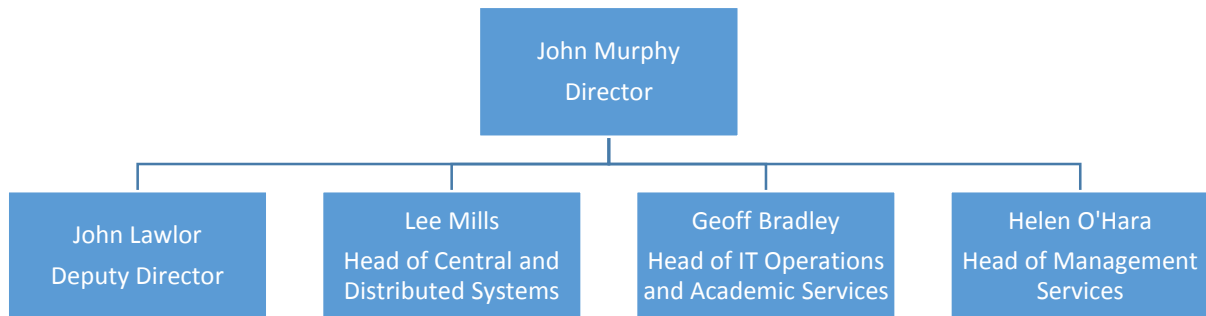 John Murphy
Director
John Lawlor
Deputy Director
Lee Mills
Head of Central and
Distributed Systems
Geoff Bradley
Head of IT Operations
and Academic Services
Helen O'Hara
Head of Management
Services